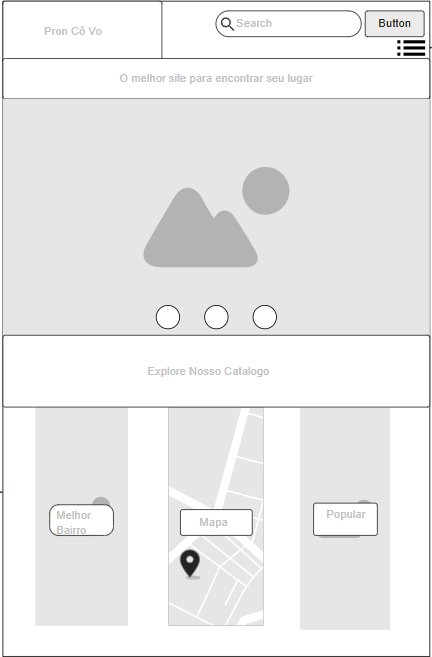 Pron Cô Vo
Search
Button
O melhor site para encontrar seu lugar
Explore Nosso Catalogo
Melhor
Bairro
Mapa
Popular